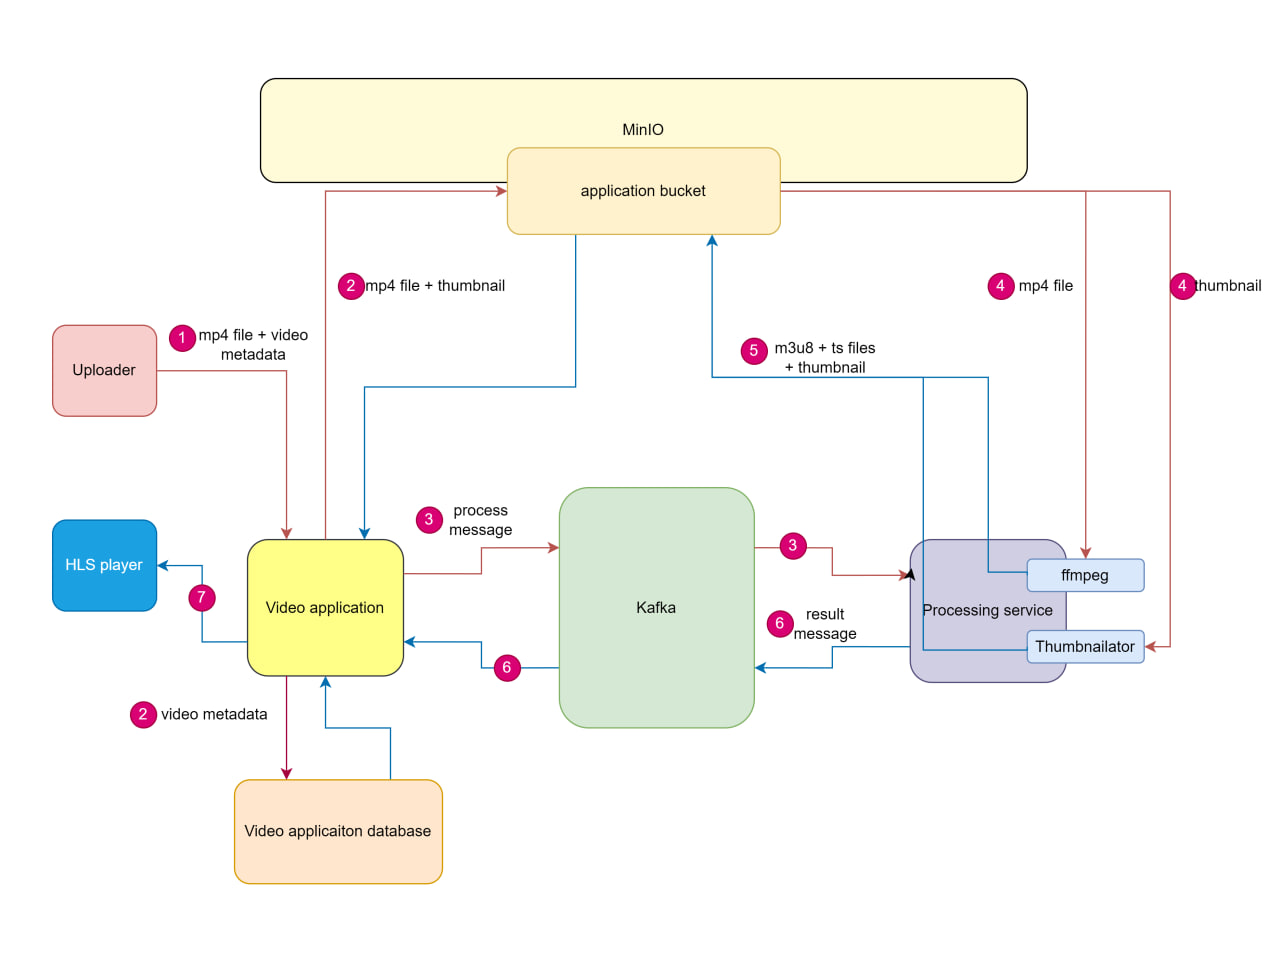 MinIO
application bucket
2
mp4 file + thumbnail
4
mp4 file
4
thumbnail
1
mp4 file + video
metadata
5
m3u8 + ts files
+ thumbnail
Uploader
3
process
message
3
HLS player
7
Video application
Kafka
Processing service
ffmpeg
Thumbnailator
6
result
message
6
2
video metadata
Video applicaiton database